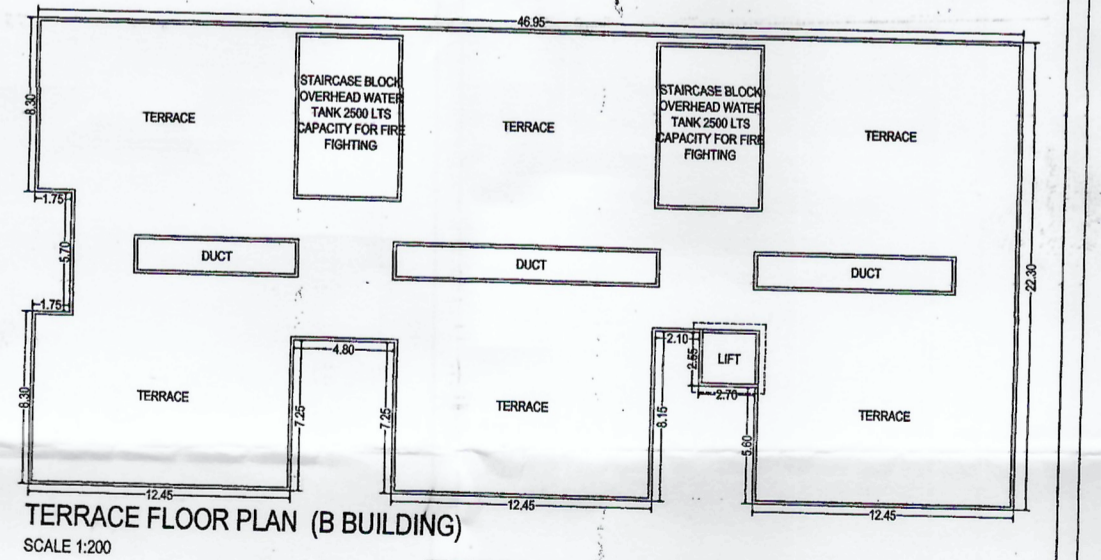 46.95
STAIRCASE BLOCK
OVERHEAD WATER
TANK 2500 LTS
CAPACITY FOR FIRE
FIGHTING
STAIRCASE BLOCK
OVERHEAD WATER
TANK 2500 LTS
CAPACITY FOR FIRE
FIGHTING
8.30
TERRACE
TERRACE
TERRACE
1.75
5.70
DUCT
DUCT
DUCT
22.30
1.75
4.80
2.10
2.55
LIFT
2.70
8.30
TERRACE
7.25
7.25
TERRACE
8.15
5.60
TERRACE
12.45
12.45
12.45
TERRACE FLOOR PLAN (B BUILDING)
SCALE 1:200